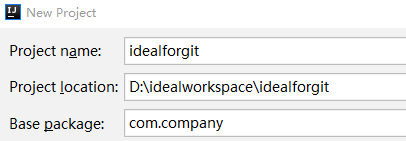 New Project
Project name: idealforgit
Project location: D:\idealworkspace\idealforgit
Base package: com.company